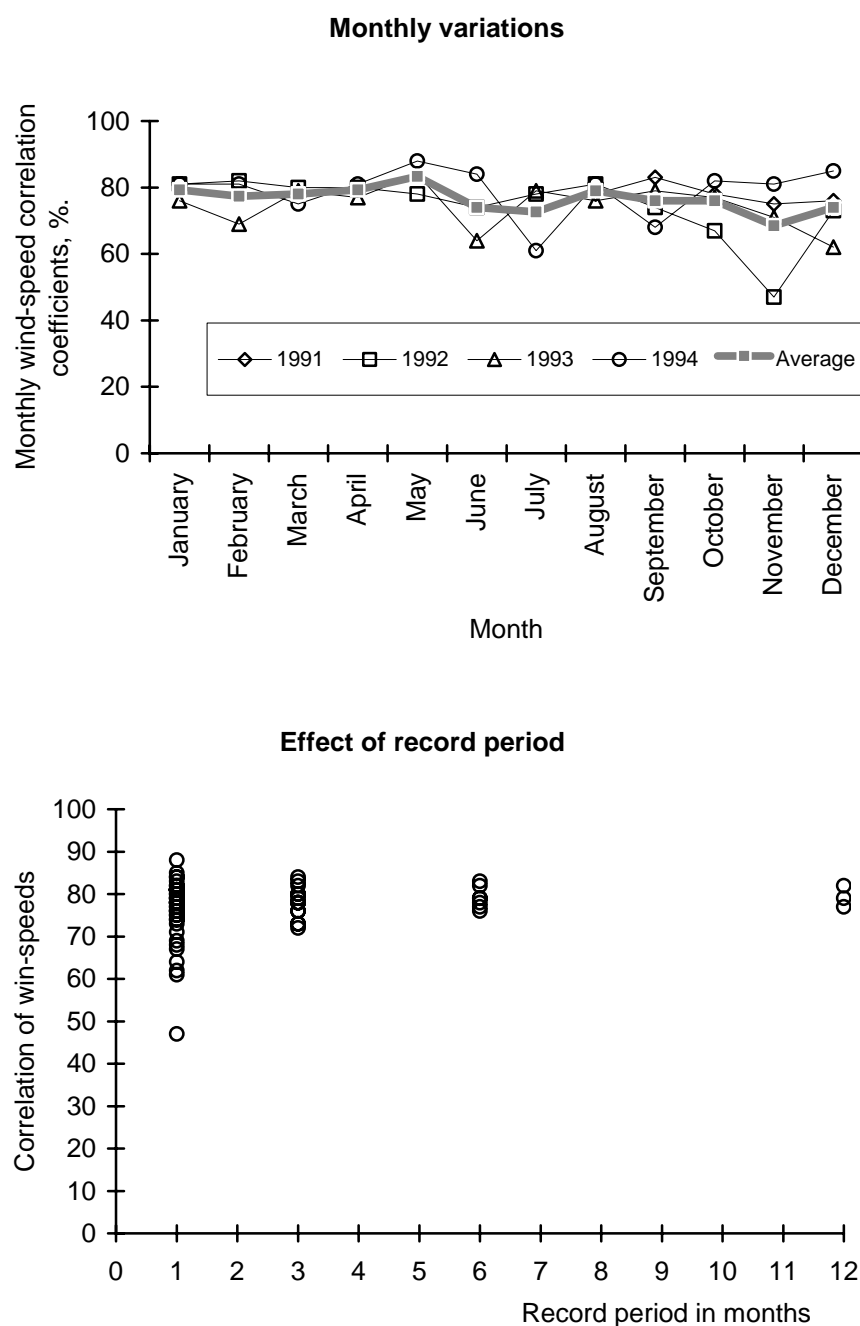 Monthly variations
Monthly wind-speed correlation
coefficients, %.
100
80
60
40
20
0
1991
1992
1993
1994
Average
January
February
March
April
May
June
July
August
September
October
November
December
Month
Effect of record period
Correlation of win-speeds
100
90
80
70
60
50
40
30
20
10
0
0 1 2 3 4 5 6 7 8 9 10 11 12
Record period in months